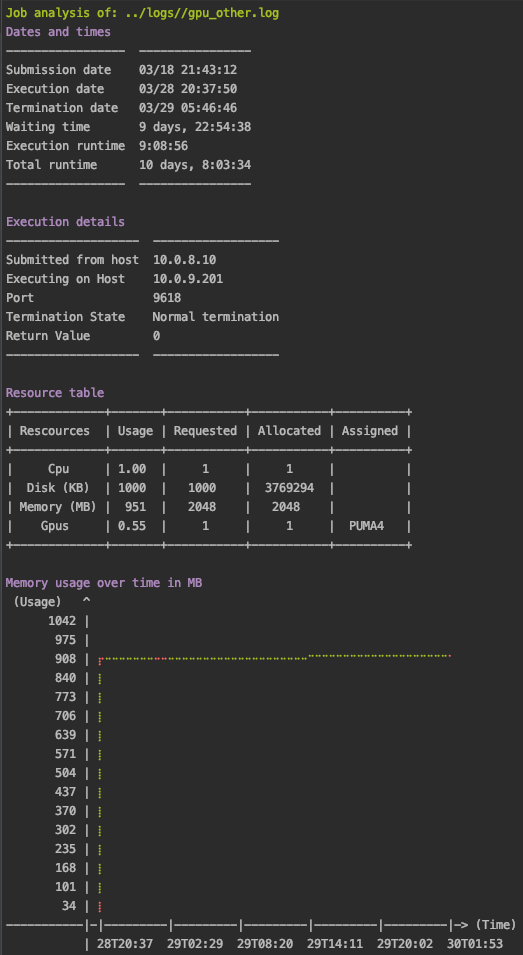 Job analysis of: ../logs//gpu_other.log
Dates and times
Submission date 03/18 21:43:12
Execution date 03/28 20:37:50
Termination date 03/29 05:46:46
Waiting time 9 days, 22:54:38
Execution runtime 9:08:56
Total runtime 10 days, 8:03:34
Execution details
Submitted from host 10.0.8.10
Executing on Host 10.0.9.201
Port 9618
Termination State Normal termination
Return Value 0
Resource table
| Rescources | Usage | Requested | Allocated | Assigned |
| Cpu | 1.00 | 1 | 1 | |
| Disk (KB) | 1000 | 1000 | 3769294 | |
| Memory (MB) | 951 | 2048 | 2048 | |
| Gpus | 0.55 | 1 | 1 | PUMA4 |
Memory usage over time in MB
(Usage) ^
1042 |
975 |
908 |
840 |
773 |
706 |
639 |
571 |
504 |
437 |
370 |
302 |
235 |
168 |
101 |
34 |
-> (Time)
| 28T20:37 29T02:29 29T08:20 29T14:11 29T20:02 30T01:53